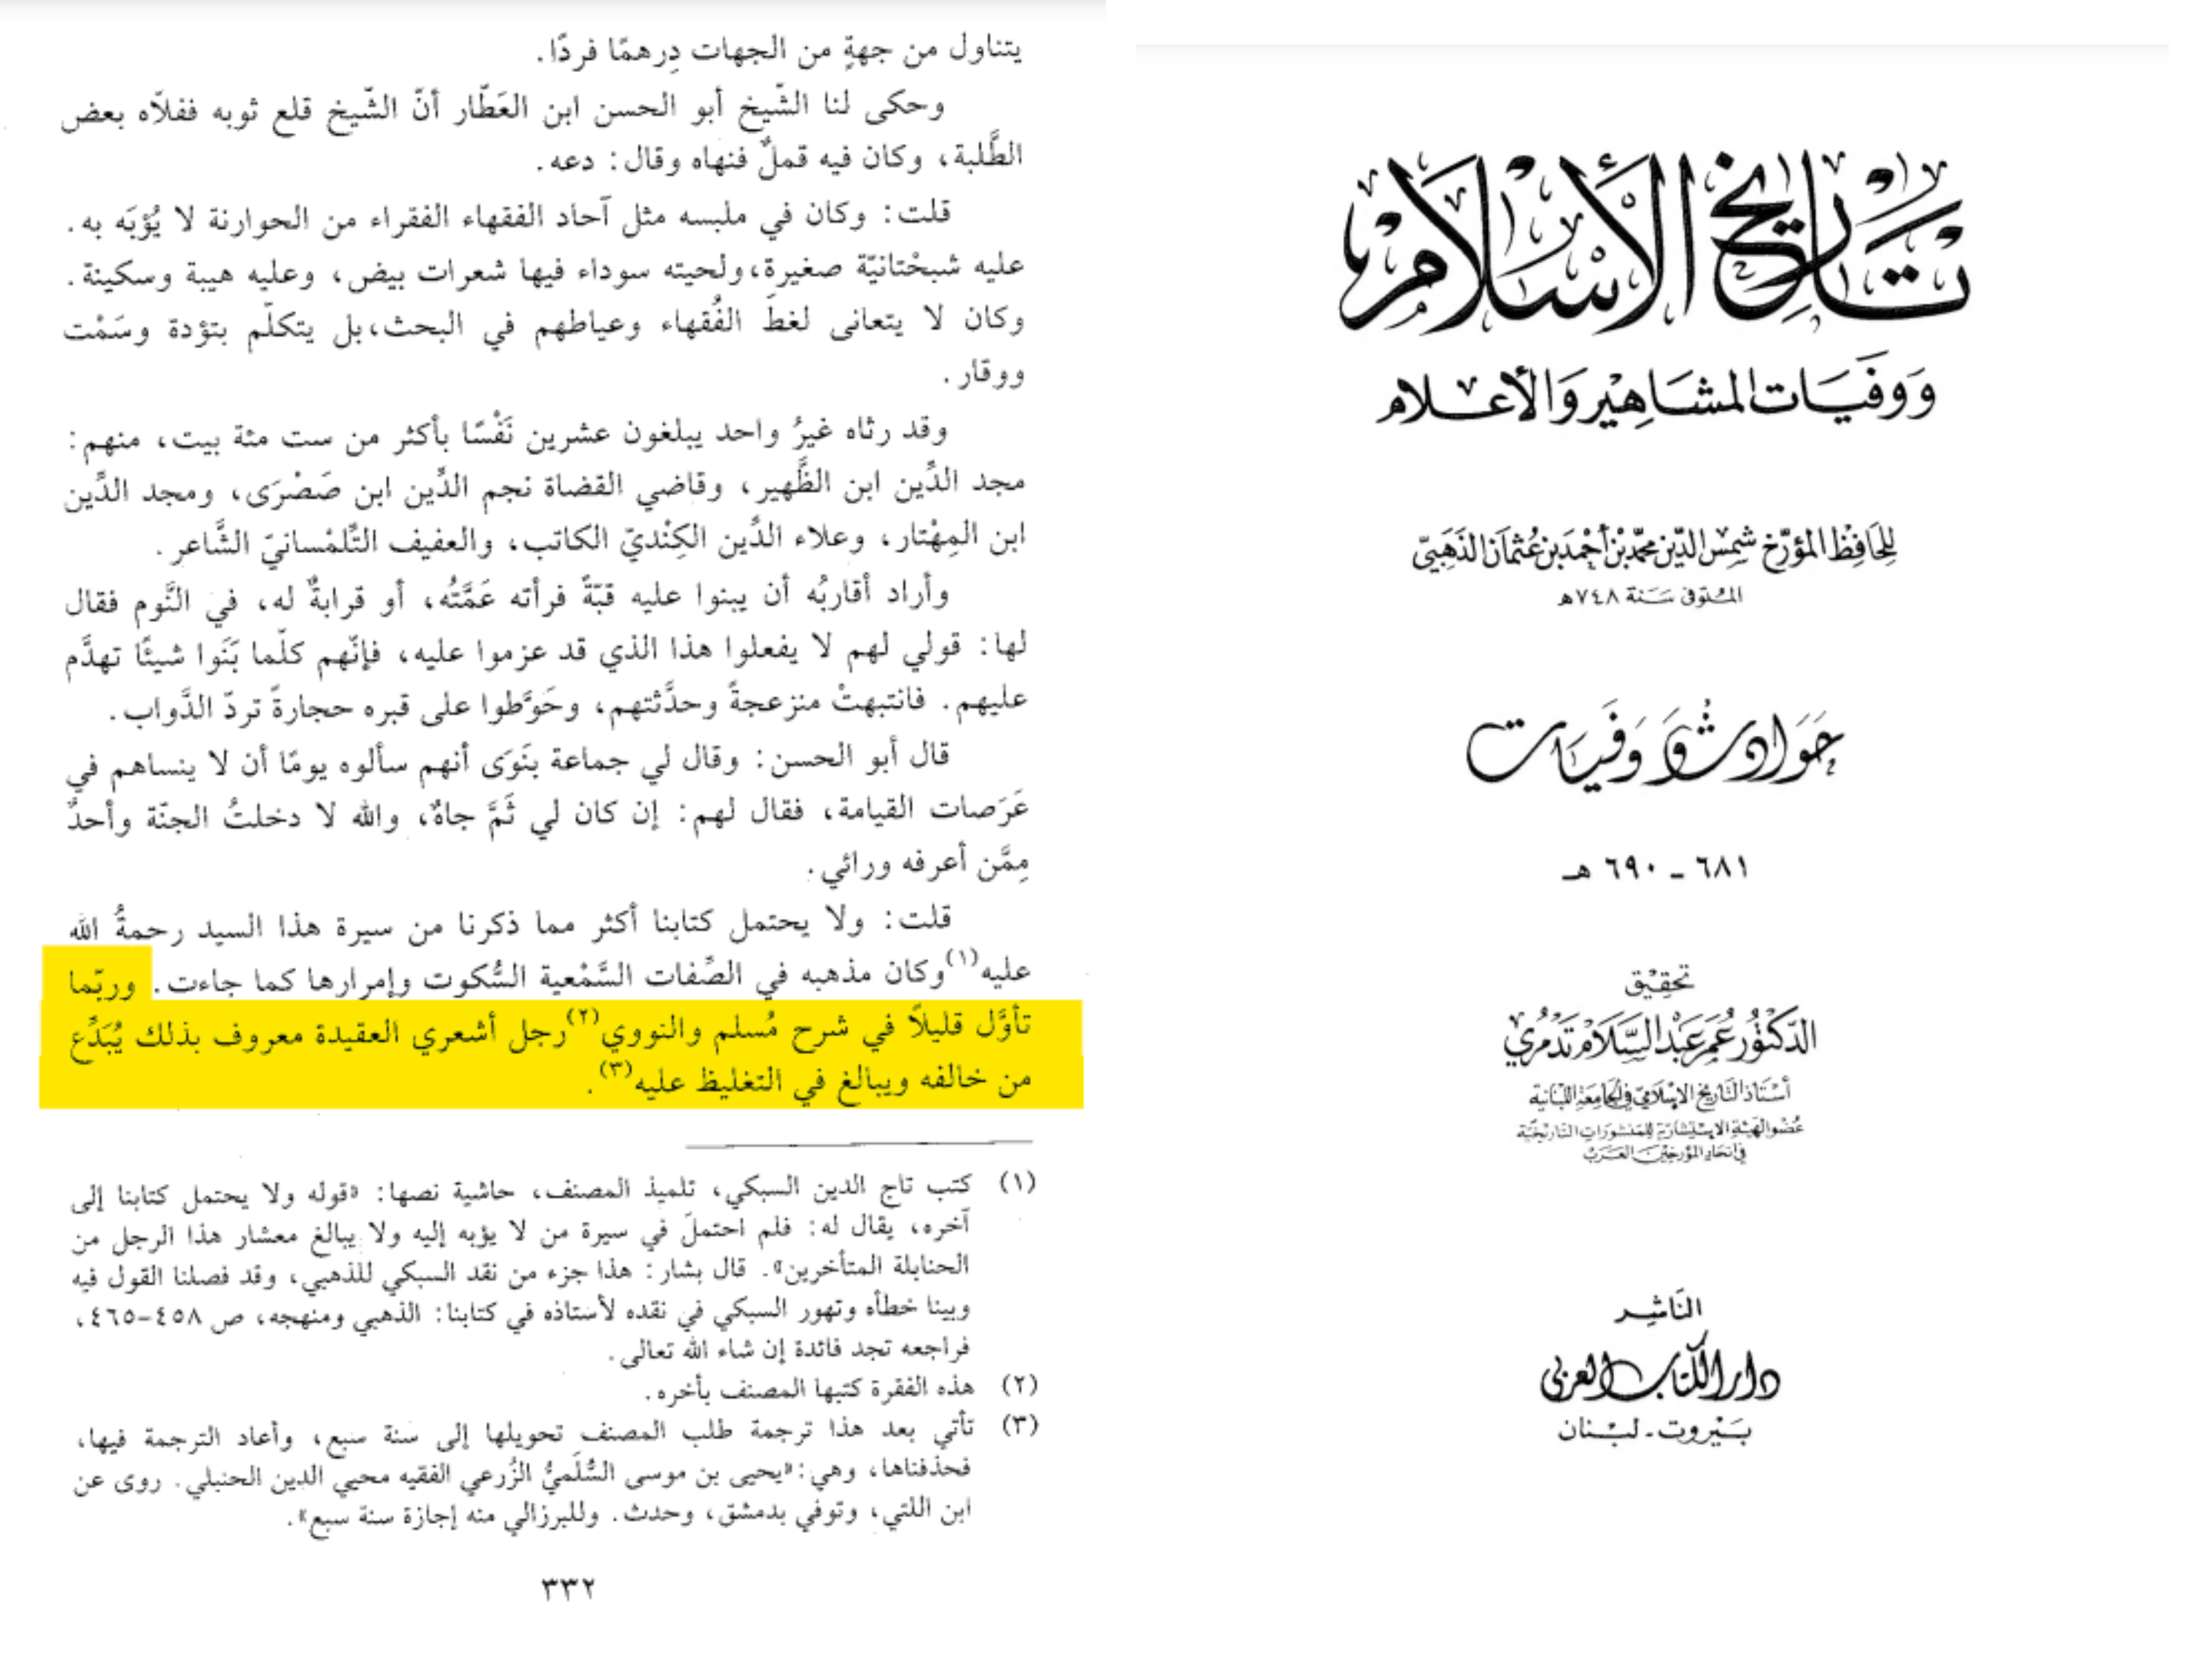 تاريخ الإسلام
ووفيات المشاهير والأعلام
للحافظ المؤرخ شمس الدين محمد بن أحمد بن عثمان الذهبي
المتوفى سنة ٧٤٨هـ
حوادث ووفيات
٦٨١ - ٦٩٠ هـ
تحقيق
الدكتور عمر عبد السلام تدمري
أستاذ التاريخ الإسلامي في الجامعة اللبنانية
عضو الهيئة الاستشارية للمنشورات التاريخية
في اتحاد المؤرخين العرب
الناشر
دار الكتاب العربي
بيروت - لبنان
يتناول من جهةٍ من الجهات دِرهمًا فردًا.
وحكى لنا الشّيخ أبو الحسن ابن العَطّار أنّ الشّيخ قلع ثوبه ففلاّه بعض
الطَّلبة، وكان فيه قملٌ فنهاه وقال: دعه.
قلت: وكان في ملبسه مثل آحاد الفقهاء الفقراء من الحوارنة لا يُؤبَه به.
عليه شبختانيّة صغيرة، ولحيته سوداء فيها شعرات بيض، وعليه هيبة وسكينة.
وكان لا يتعانى لغطَ الفُقهاء وعياطهم في البحث، بل يتكلّم بتؤدة وسَمْت
ووقار.
وقد رثاه غيرُ واحد يبلغون عشرين نَفْسًا بأكثر من ست مئة بيت، منهم:
مجد الدِّين ابن الظَّهير، وقاضي القضاة نجم الدِّين ابن صَصْرَى، ومجد الدِّين
ابن المِهْتار، وعلاء الدِّين الكِنْديّ الكاتب، والعفيف التِّلمْسانيّ الشَّاعر.
وأراد أقاربُه أن يبنوا عليه قبّةً فرأته عَمَّتُه، أو قرابةٌ له، في النَّوم فقال
لها: قولي لهم لا يفعلوا هذا الذي قد عزموا عليه، فإنّهم كلّما بَنَوا شيئًا تهدَّم
عليهم. فانتبهتْ منزعجةً وحدَّثتهم، وحَوَّطوا على قبره حجارةً تردّ الدَّواب.
قال أبو الحسن: وقال لي جماعة بنَوَى أنهم سألوه يومًا أن لا ينساهم في
عَرَصات القيامة، فقال لهم: إن كان لي ثَمَّ جاهٌ، والله لا دخلتُ الجنّة وأحدٌ
مِمَّن أعرفه ورائي.
قلت: ولا يحتمل كتابنا أكثر مما ذكرنا من سيرة هذا السيد رحمةُ الله
عليه(١) وكان مذهبه في الصِّفات السَّمْعية السُّكوت وإمرارها كما جاءت. وربّما
تأوَّل قليلاً في شرح مُسلم والنووي(٢) رجل أشعري العقيدة معروف بذلك يُبَدِّع
من خالفه ويبالغ في التغليظ عليه(٣).
(١) كتب تاج الدين السبكي، تلميذ المصنف، حاشية نصها: «قوله ولا يحتمل كتابنا إلى
آخره، يقال له: فلم احتملَ في سيرة من لا يؤبه إليه ولا يبالغ معشار هذا الرجل من
الحنابلة المتأخرين». قال بشار: هذا جزء من نقد السبكي للذهبي، وقد فصلنا القول فيه
وبينا خطأه وتهور السبكي في نقده لأستاذه في كتابنا: الذهبي ومنهجه، ص ٤٥٨-٤٦٥،
فراجعه تجد فائدة إن شاء الله تعالى.
(٢) هذه الفقرة كتبها المصنف بأخره.
(٣) تأتي بعد هذا ترجمة طلب المصنف تحويلها إلى سنة سبع، وأعاد الترجمة فيها،
فحذفناها، وهي: «يحيى بن موسى السُّلَميُّ الزُرعي الفقيه محيي الدين الحنبلي. روى عن
ابن اللتي، وتوفي بدمشق، وحدث. وللبرزالي منه إجازة سنة سبع».
٣٣٢